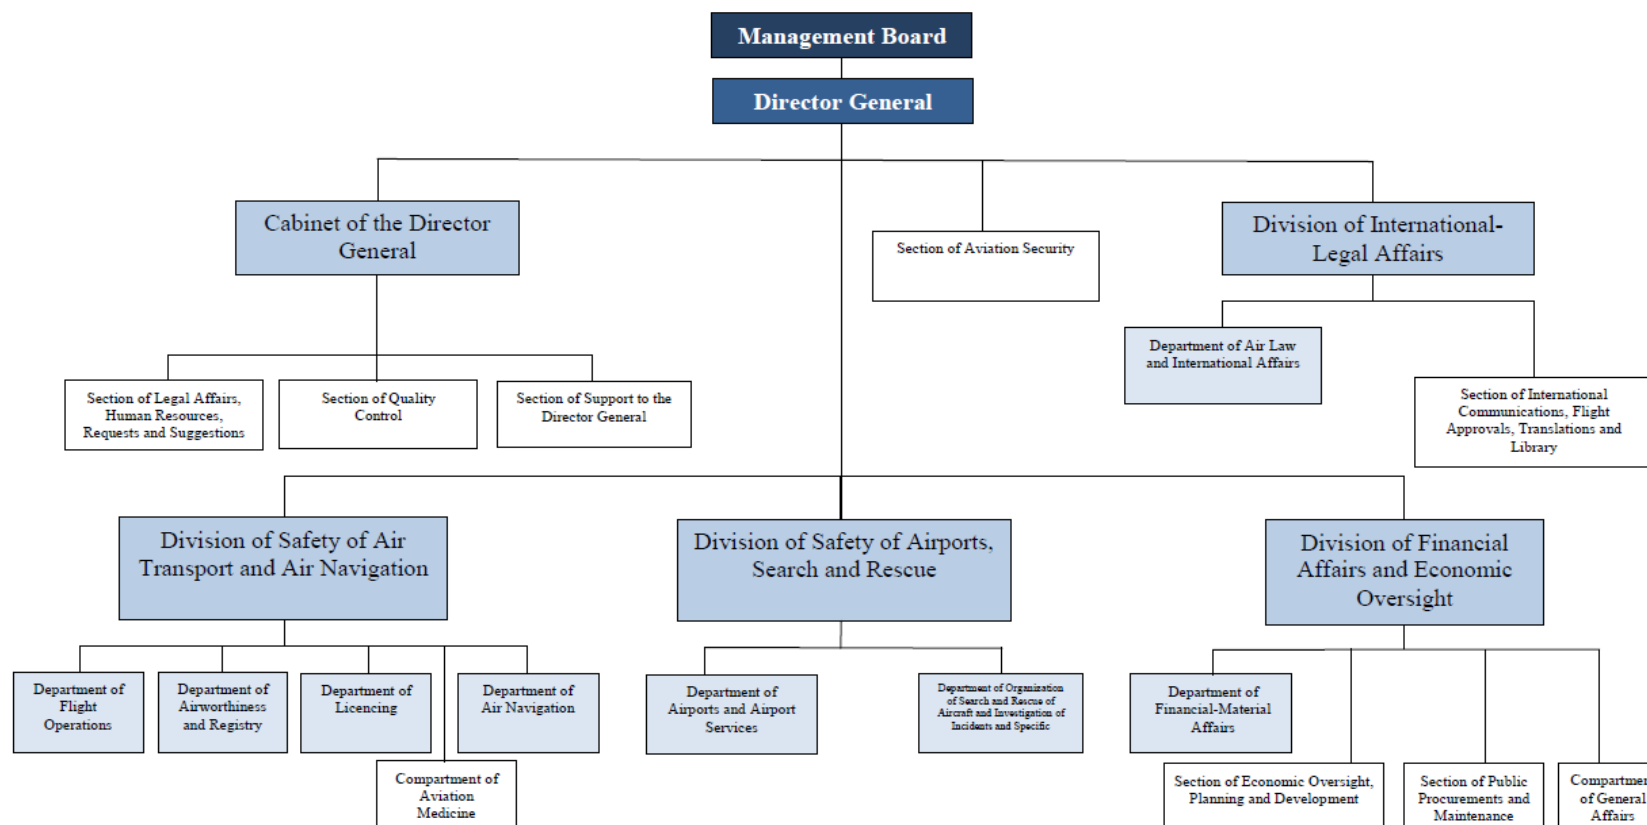 Management Board
Director General
Cabinet of the Director
General
Section of Aviation Security
Division of International-
Legal Affairs
Department of Air Law
and International Affairs
Section of Legal Affairs,
Human Resources,
Requests and Suggestions
Section of Quality
Control
Section of Support to the
Director General
Section of International
Communications, Flight
Approvals, Translations and
Library
Division of Safety of Air
Transport and Air Navigation
Division of Safety of Airports,
Search and Rescue
Division of Financial
Affairs and Economic
Oversight
Department of
Flight
Operations
Department of
Airworthiness
and Registry
Department of
Licencing
Department of
Air Navigation
Department of
Airports and Airport
Services
Department of Organization
of Search and Rescue of
Aircraft and Investigation of
Incidents and Specific
Department of
Financial-Material
Affairs
Compartment of
Aviation
Medicine
Section of Economic Oversight,
Planning and Development
Section of Public
Procurements and
Maintenance
Compartmen
of General
Affairs